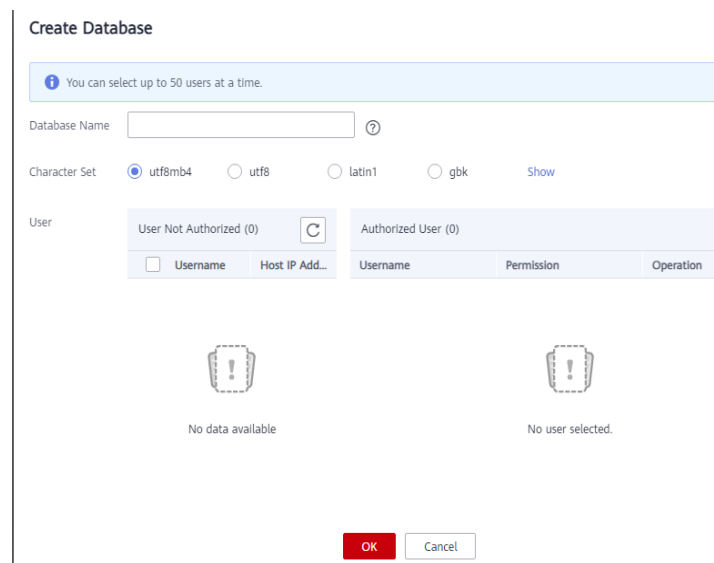 Create Database
You can select up to 50 users at a time.
Database Name
Character Set utf8mb4 utf8 latin1 gbk Show
User User Not Authorized (0) Authorized User (0)
Username Host IP Add... Username Permission Operation
No data available No user selected.
OK Cancel